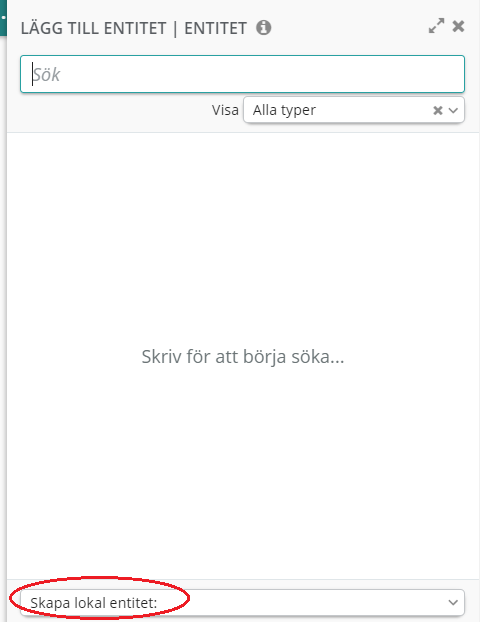 LÄGG TILL ENTITET | ENTITET
Sök
Visa Alla typer
Skriv för att börja söka...
Skapa lokal entitet: